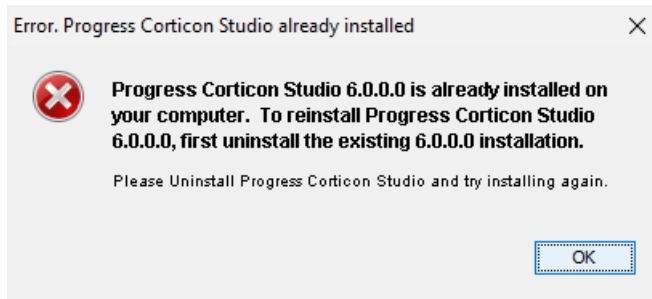 Error. Progress Corticon Studio already installed
Progress Corticon Studio 6.0.0.0 is already installed on
your computer.  To reinstall Progress Corticon Studio
6.0.0.0, first uninstall the existing 6.0.0.0 installation.
Please Uninstall Progress Corticon Studio and try installing again.
OK